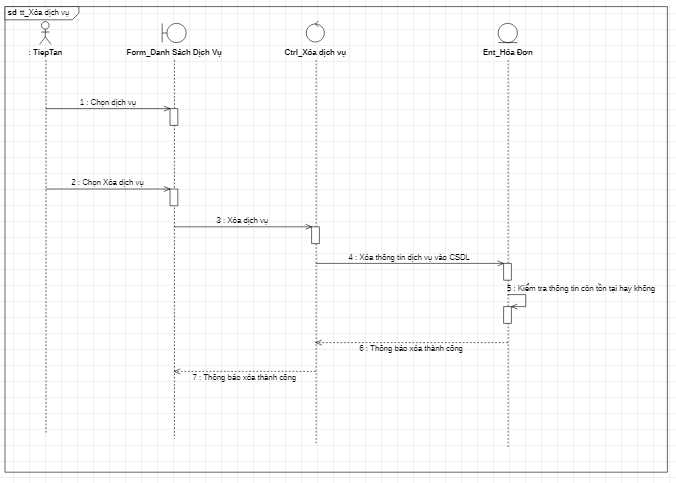 sd tt_Xóa dịch vụ
: TiepTan
Form_Danh Sách Dịch Vụ
Ctrl_Xóa dịch vụ
Ent_Hóa Đơn
1 : Chọn dịch vụ
2 : Chọn Xóa dịch vụ
3 : Xóa dịch vụ
4 : Xóa thông tin dịch vụ vào CSDL
5 : Kiểm tra thông tin còn tồn tại hay không
6 : Thông báo xóa thành công
7 : Thông báo xóa thành công